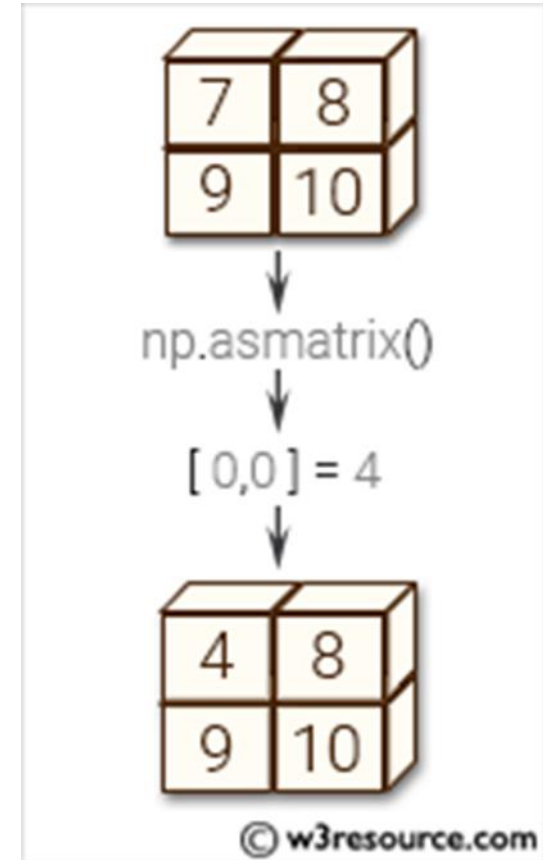 7 8
9 10
np.asmatrix()
[ 0,0 ] = 4
4 8
9 10
© w3resource.com